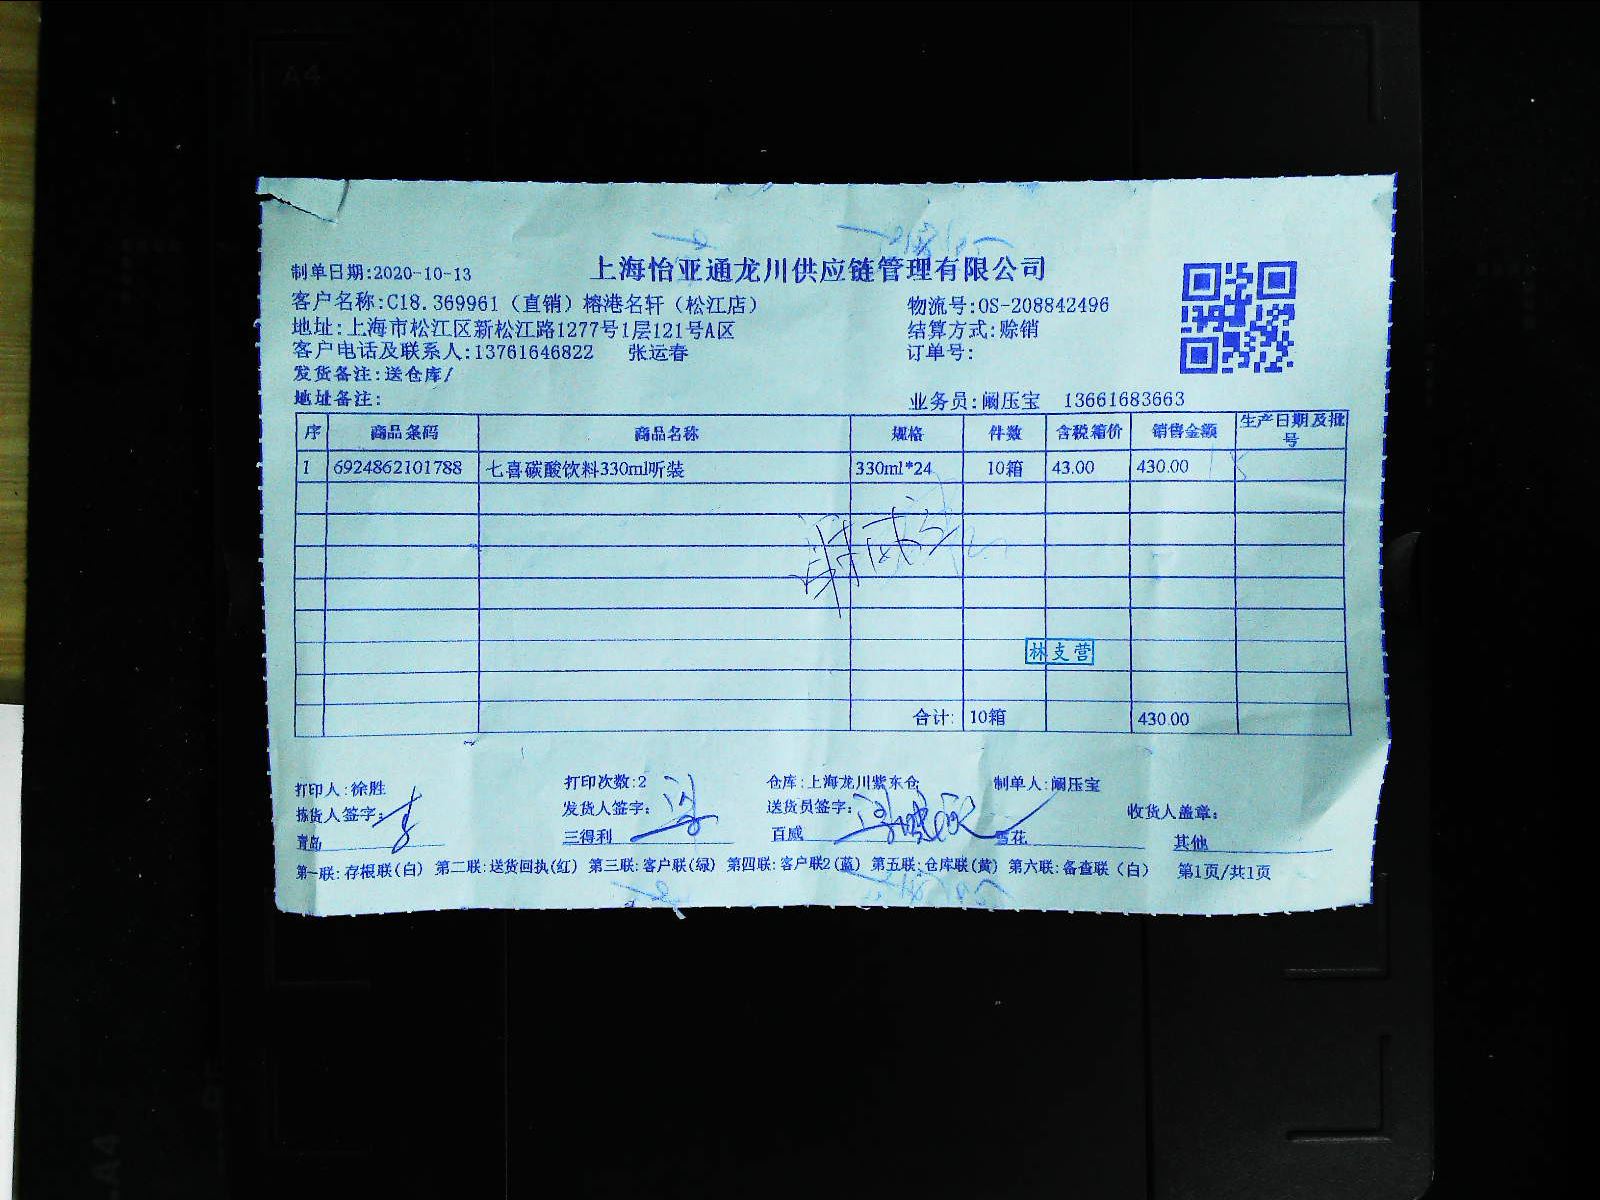 上海怡亚通龙川供应链管理有限公司
制单日期:2020-10-13
客户名称:C18.369961（直销）榕港名轩（松江店） 物流号:OS-208842496
地址:上海市松江区新松江路1277号1层121号A区 结算方式:赊销
客户电话及联系人:13761646822 张运春 订单号:
发货备注:送仓库/
地址备注: 业务员:阚压宝 13661683663
序 商品条码 商品名称 规格 件数 含税箱价 销售金额 生产日期及批号
1 6924862101788 七喜碳酸饮料330ml听装 330ml*24 10箱 43.00 430.00
林支营
合计: 10箱 430.00
打印人:徐胜 打印次数:2 仓库:上海龙川紫东仓 制单人:阚压宝
拣货人签字: 发货人签字: 送货员签字: 收货人盖章:
青岛 三得利 百威 雪花 其他
第一联:存根联(白) 第二联:送货回执(红) 第三联:客户联(绿) 第四联:客户联2(蓝) 第五联:仓库联(黄) 第六联:备查联（白） 第1页/共1页
A4